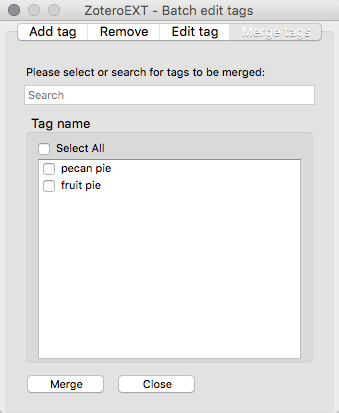 ZoteroEXT - Batch edit tags
Add tag Remove Edit tag Merge tags
Please select or search for tags to be merged:
Search
Tag name
Select All
pecan pie
fruit pie
Merge Close